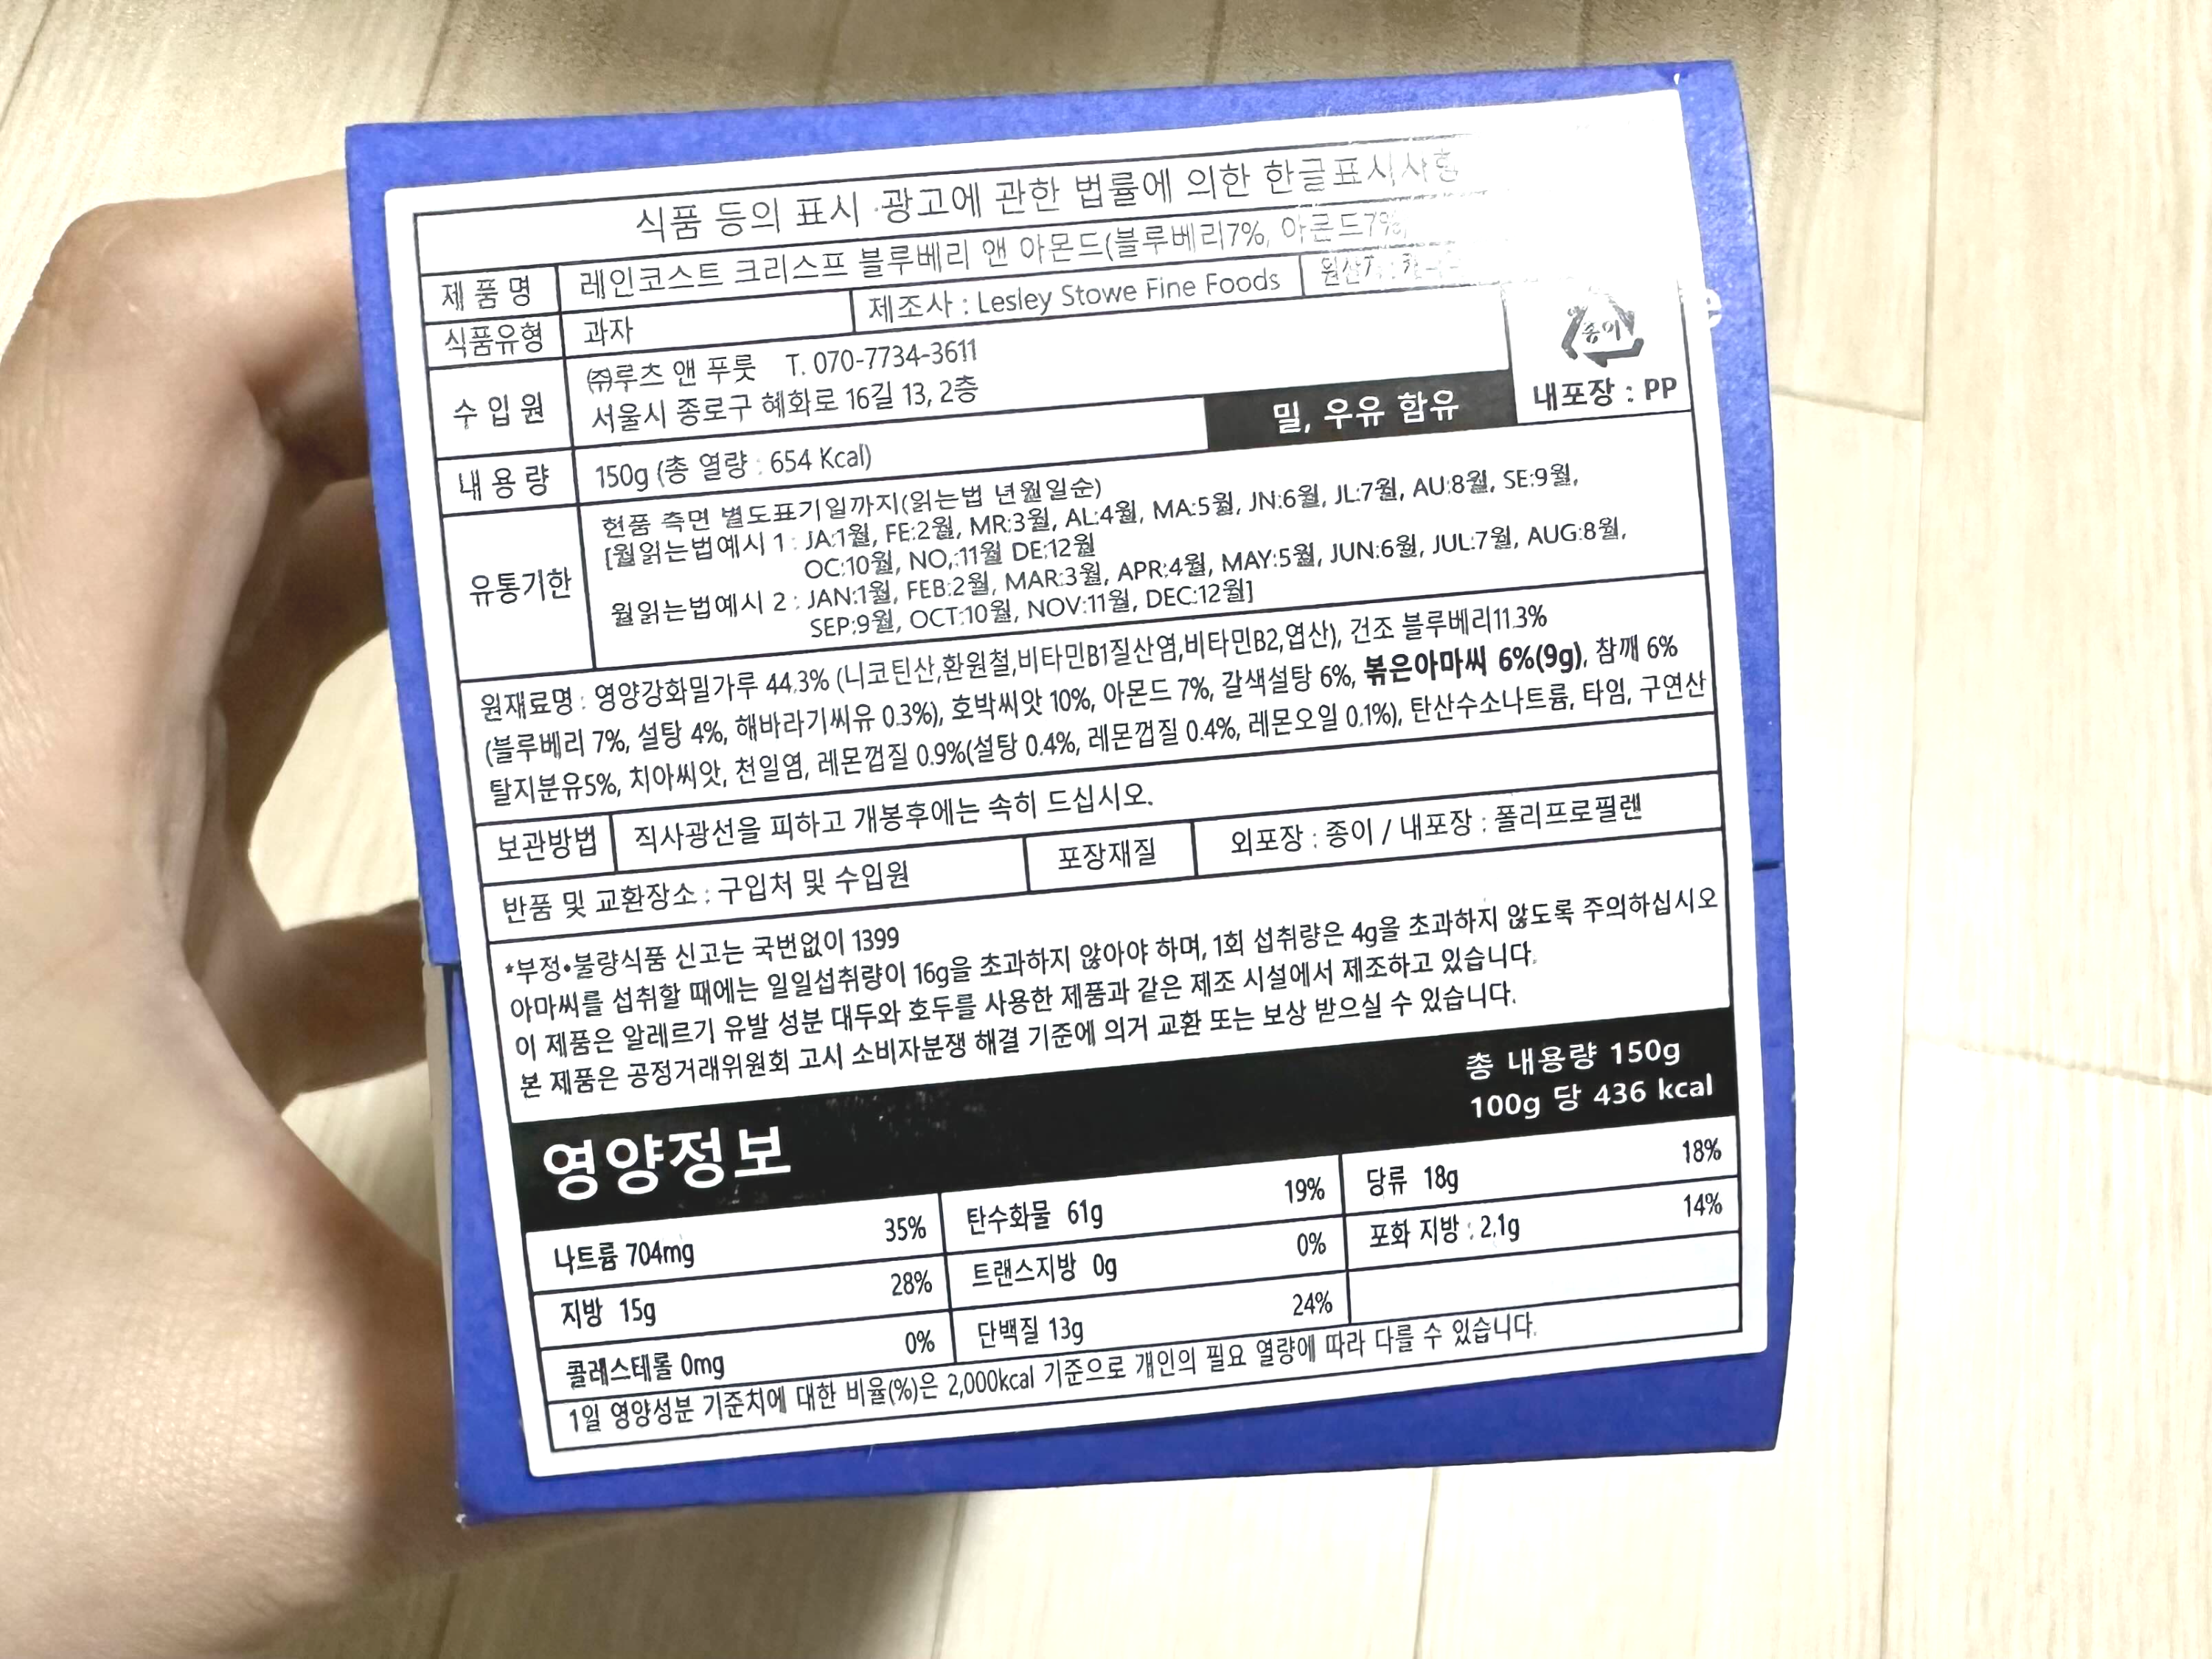 식품 등의 표시·광고에 관한 법률에 의한 한글표시사항
제 품 명 레인코스트 크리스프 블루베리 앤 아몬드(블루베리7%, 아몬드7%,
식품유형 과자 제조사 : Lesley Stowe Fine Foods 원산지 :
수 입 원 ㈜루츠 앤 푸룻 T. 070-7734-3611
서울시 종로구 혜화로 16길 13, 2층
종이
내포장 : PP
밀, 우유 함유
내 용 량 150g (총 열량 : 654 Kcal)
유통기한 현품 측면 별도표기일까지(읽는법 년월일순)
[월읽는법예시 1 : JA:1월, FE:2월, MR:3월, AL:4월, MA:5월, JN:6월, JL:7월, AU:8월, SE:9월,
OC:10월, NO,:11월 DE:12월
월읽는법예시 2 : JAN:1월, FEB:2월, MAR:3월, APR:4월, MAY:5월, JUN:6월, JUL:7월, AUG:8월,
SEP:9월, OCT:10월, NOV:11월, DEC:12월]
원재료명 : 영양강화밀가루 44.3% (니코틴산,환원철,비타민B1질산염,비타민B2,엽산), 건조 블루베리11.3%
(블루베리 7%, 설탕 4%, 해바라기씨유 0.3%), 호박씨앗 10%, 아몬드 7%, 갈색설탕 6%, 볶은아마씨 6%(9g), 참깨 6%
탈지분유5%, 치아씨앗, 천일염, 레몬껍질 0.9%(설탕 0.4%, 레몬껍질 0.4%, 레몬오일 0.1%), 탄산수소나트륨, 타임, 구연산
보관방법 직사광선을 피하고 개봉후에는 속히 드십시오.
반품 및 교환장소 : 구입처 및 수입원 포장재질 외포장 : 종이 / 내포장 : 폴리프로필렌
*부정•불량식품 신고는 국번없이 1399
아마씨를 섭취할 때에는 일일섭취량이 16g을 초과하지 않아야 하며, 1회 섭취량은 4g을 초과하지 않도록 주의하십시오
이 제품은 알레르기 유발 성분 대두와 호두를 사용한 제품과 같은 제조 시설에서 제조하고 있습니다.
본 제품은 공정거래위원회 고시 소비자분쟁 해결 기준에 의거 교환 또는 보상 받으실 수 있습니다.
총 내용량 150g
영양정보 100g 당 436 kcal
나트륨 704mg 35% 탄수화물 61g 19% 당류 18g 18%
지방 15g 28% 트랜스지방 0g 0% 포화 지방 : 2.1g 14%
콜레스테롤 0mg 0% 단백질 13g 24%
1일 영양성분 기준치에 대한 비율(%)은 2,000kcal 기준으로 개인의 필요 열량에 따라 다를 수 있습니다.